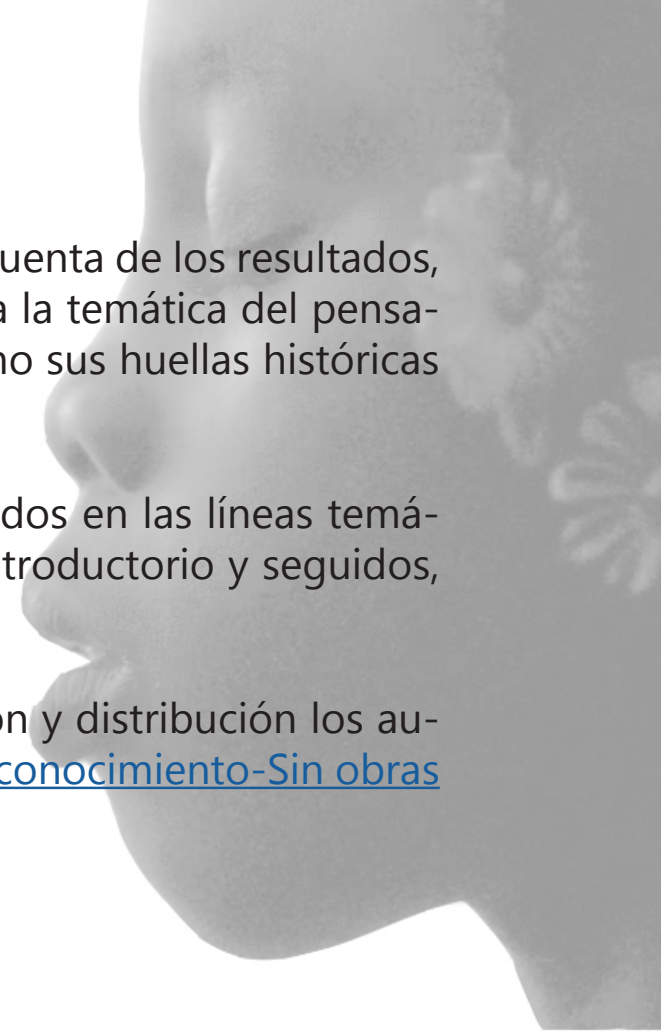 uenta de los resultados,
a la temática del pensa-
no sus huellas históricas
dos en las líneas temá-
troductorio y seguidos,
ón y distribución los au-
conocimiento-Sin obras